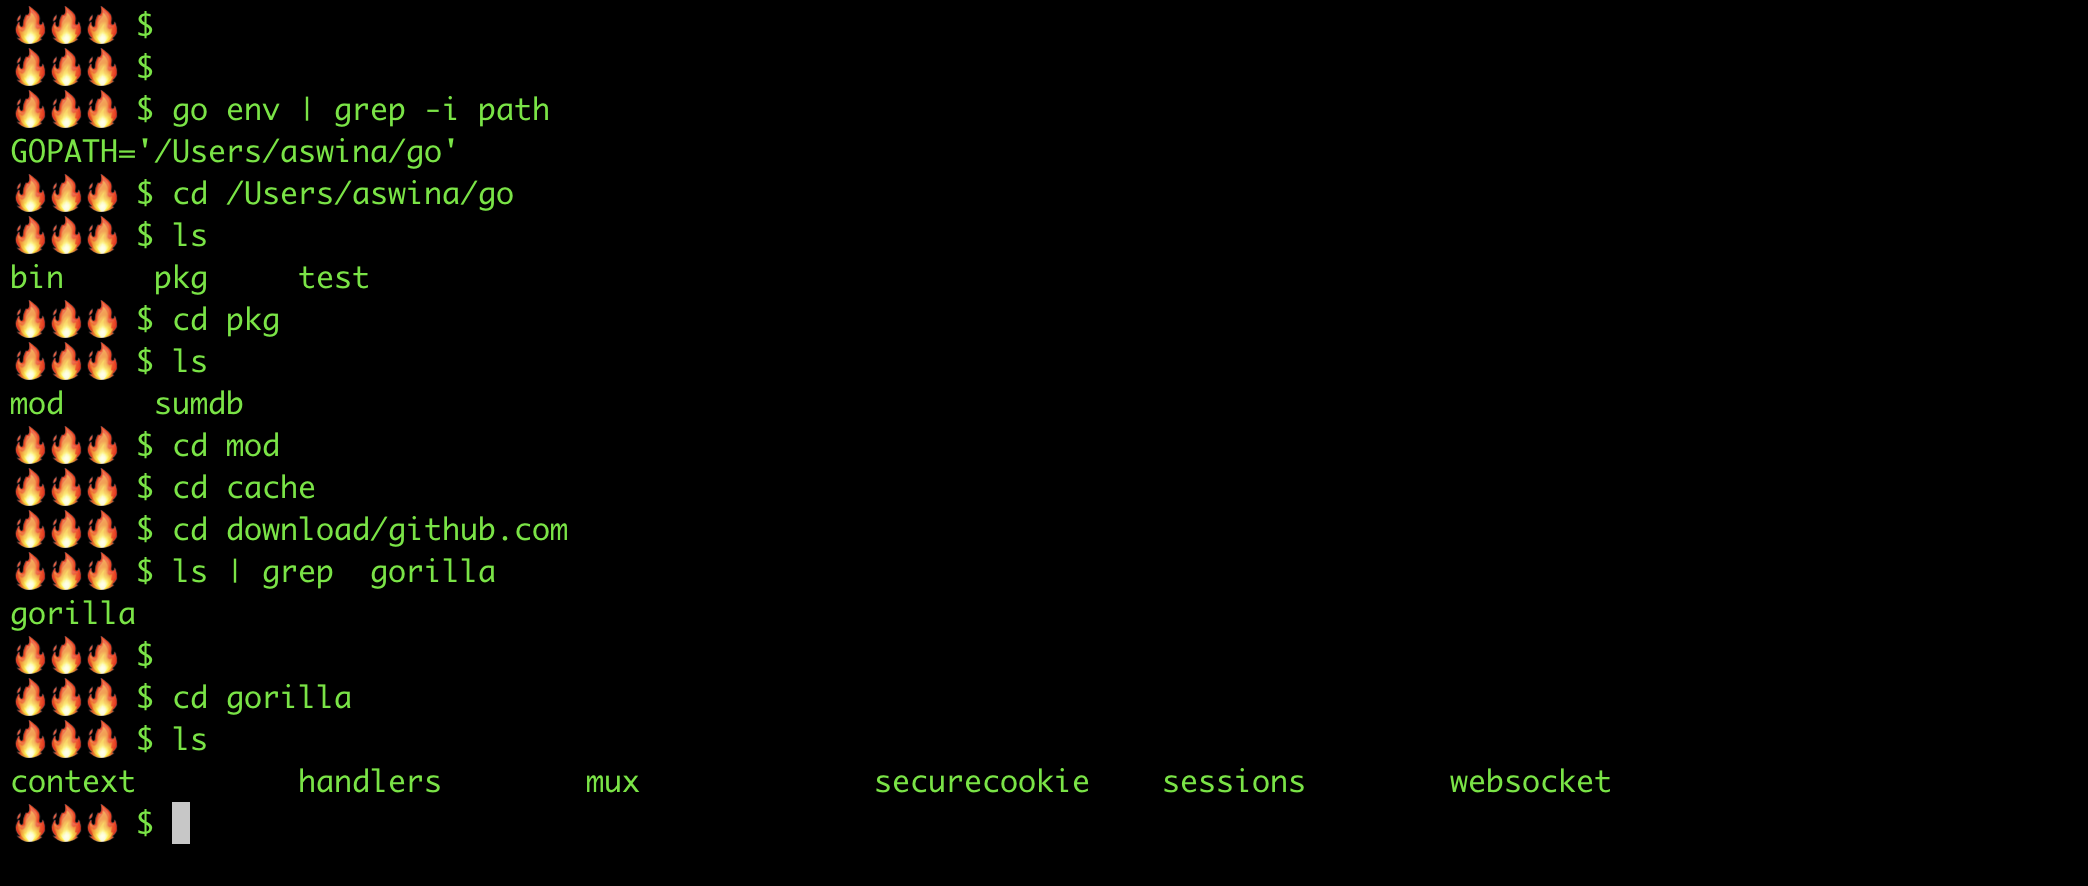 🔥🔥🔥 $
🔥🔥🔥 $
🔥🔥🔥 $ go env | grep -i path
GOPATH='/Users/aswina/go'
🔥🔥🔥 $ cd /Users/aswina/go
🔥🔥🔥 $ ls
bin     pkg     test
🔥🔥🔥 $ cd pkg
🔥🔥🔥 $ ls
mod     sumdb
🔥🔥🔥 $ cd mod
🔥🔥🔥 $ cd cache
🔥🔥🔥 $ cd download/github.com
🔥🔥🔥 $ ls | grep  gorilla
gorilla
🔥🔥🔥 $
🔥🔥🔥 $ cd gorilla
🔥🔥🔥 $ ls
context         handlers        mux             securecookie    sessions        websocket
🔥🔥🔥 $